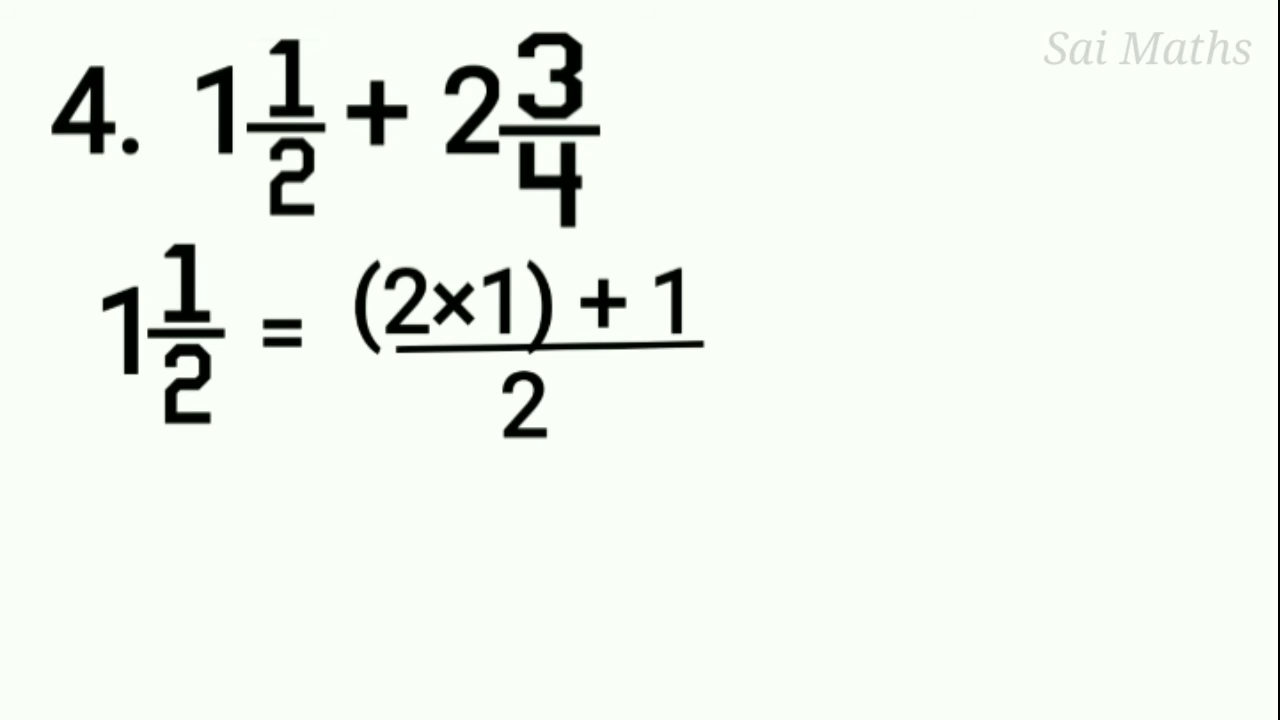 Sai Maths
4. 1 1/2 + 2 3/4
1 1/2 = (2×1) + 1 / 2